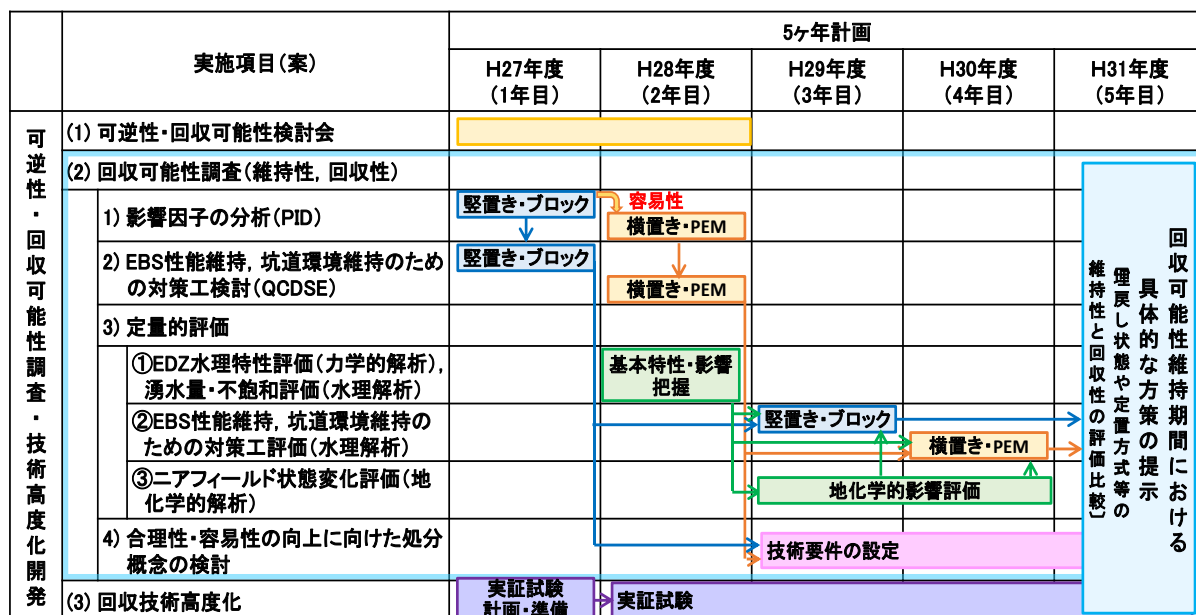 5ヶ年計画
実施項目(案)
H27年度
(1年目)
H28年度
(2年目)
H29年度
(3年目)
H30年度
(4年目)
H31年度
(5年目)
可逆性・回収可能性調査・技術高度化開発
(1) 可逆性・回収可能性検討会
(2) 回収可能性調査(維持性, 回収性)
1) 影響因子の分析(PID)
竪置き・ブロック
容易性
横置き・PEM
2) EBS性能維持, 坑道環境維持のため
の対策工検討(QCDSE)
竪置き・ブロック
横置き・PEM
3) 定量的評価
①EDZ水理特性評価(力学的解析),
湧水量・不飽和評価(水理解析)
基本特性・影響
把握
②EBS性能維持, 坑道環境維持の
ための対策工評価(水理解析)
竪置き・ブロック
横置き・PEM
③ニアフィールド状態変化評価(地
化学的解析)
地化学的影響評価
4) 合理性・容易性の向上に向けた処分
概念の検討
技術要件の設定
(3) 回収技術高度化
実証試験
計画・準備
実証試験
回収可能性維持期間における
具体的な方策の提示
〔埋戻し状態や定置方式等の
維持性と回収性の評価比較〕